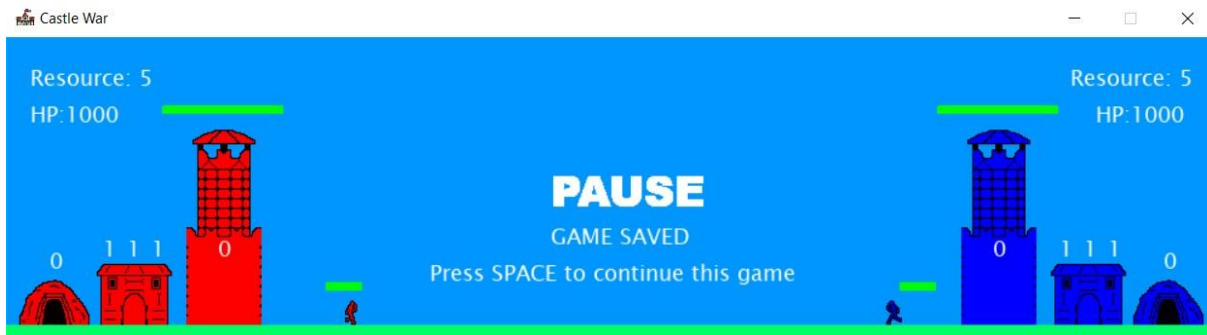 Castle War
Resource: 5
Resource: 5
HP:1000
HP:1000
PAUSE
GAME SAVED
Press SPACE to continue this game
0
1 1 1
0
0
1 1 1
0